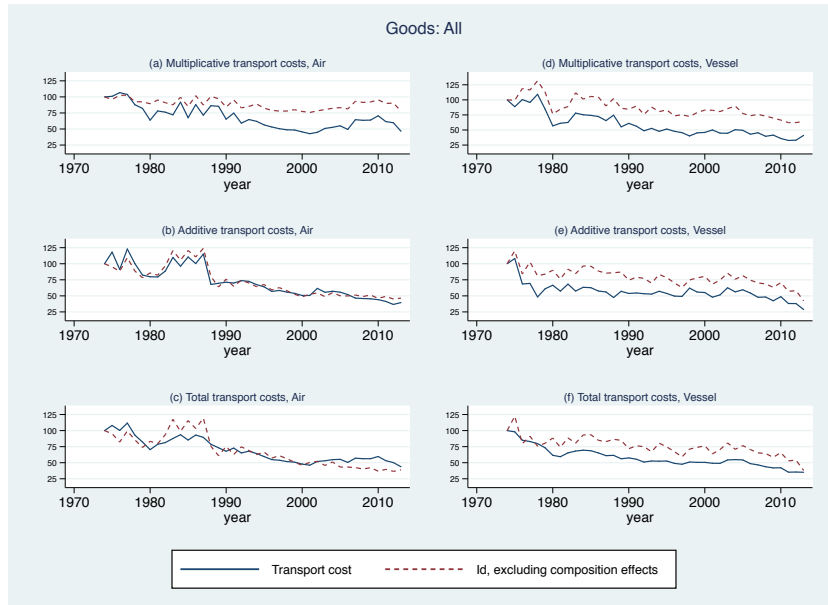 Goods: All
(a) Multiplicative transport costs, Air
125
100
75
50
25
1970 1980 1990 2000 2010
year
(d) Multiplicative transport costs, Vessel
125
100
75
50
25
1970 1980 1990 2000 2010
year
(b) Additive transport costs, Air
125
100
75
50
25
1970 1980 1990 2000 2010
year
(e) Additive transport costs, Vessel
125
100
75
50
25
1970 1980 1990 2000 2010
year
(c) Total transport costs, Air
125
100
75
50
25
1970 1980 1990 2000 2010
year
(f) Total transport costs, Vessel
125
100
75
50
25
1970 1980 1990 2000 2010
year
Transport cost Id, excluding composition effects